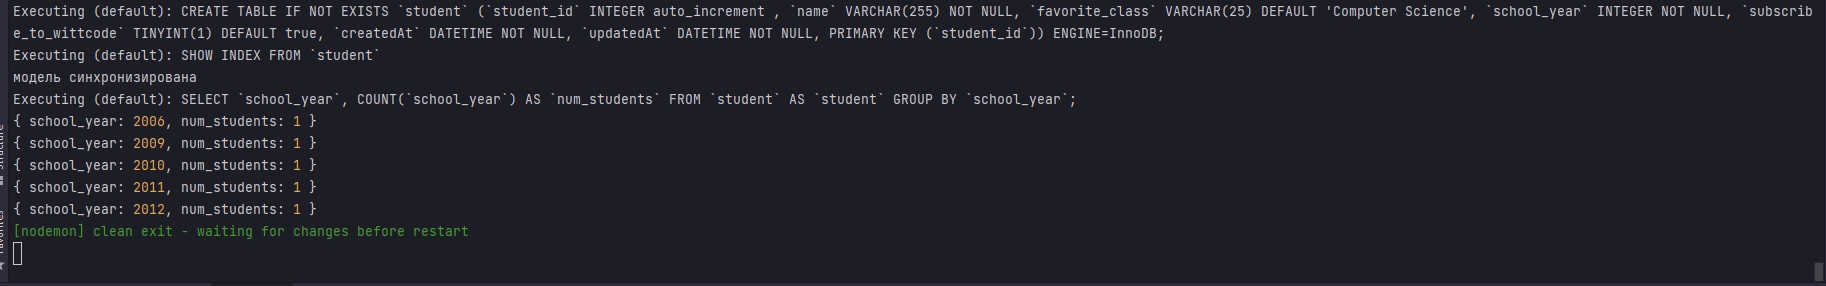 Executing (default): CREATE TABLE IF NOT EXISTS `student` (`student_id` INTEGER auto_increment , `name` VARCHAR(255) NOT NULL, `favorite_class` VARCHAR(25) DEFAULT 'Computer Science', `school_year` INTEGER NOT NULL, `subscrib
e_to_wittcode` TINYINT(1) DEFAULT true, `createdAt` DATETIME NOT NULL, `updatedAt` DATETIME NOT NULL, PRIMARY KEY (`student_id`)) ENGINE=InnoDB;
Executing (default): SHOW INDEX FROM `student`
модель синхронизирована
Executing (default): SELECT `school_year`, COUNT(`school_year`) AS `num_students` FROM `student` AS `student` GROUP BY `school_year`;
{ school_year: 2006, num_students: 1 }
{ school_year: 2009, num_students: 1 }
{ school_year: 2010, num_students: 1 }
{ school_year: 2011, num_students: 1 }
{ school_year: 2012, num_students: 1 }
[nodemon] clean exit - waiting for changes before restart